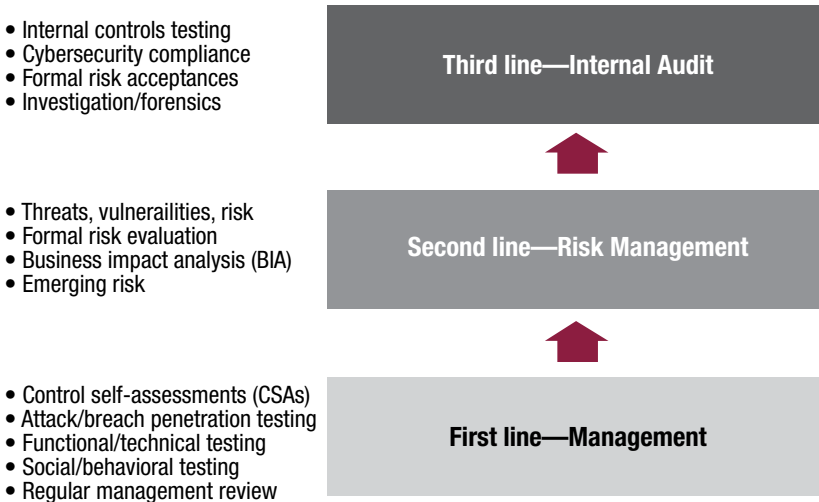 • Internal controls testing
• Cybersecurity compliance
• Formal risk acceptances
• Investigation/forensics
Third line—Internal Audit
• Threats, vulnerailities, risk
• Formal risk evaluation
• Business impact analysis (BIA)
• Emerging risk
Second line—Risk Management
• Control self-assessments (CSAs)
• Attack/breach penetration testing
• Functional/technical testing
• Social/behavioral testing
• Regular management review
First line—Management